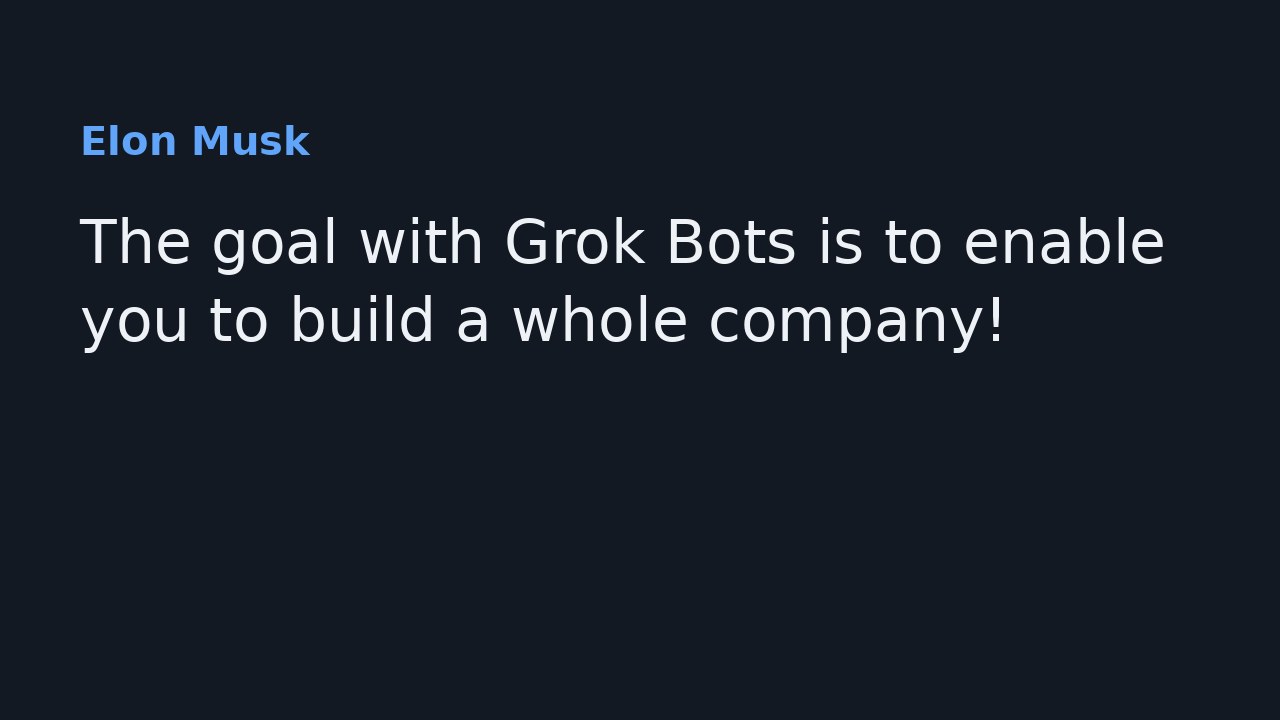 Elon Musk
The goal with Grok Bots is to enable
you to build a whole company!